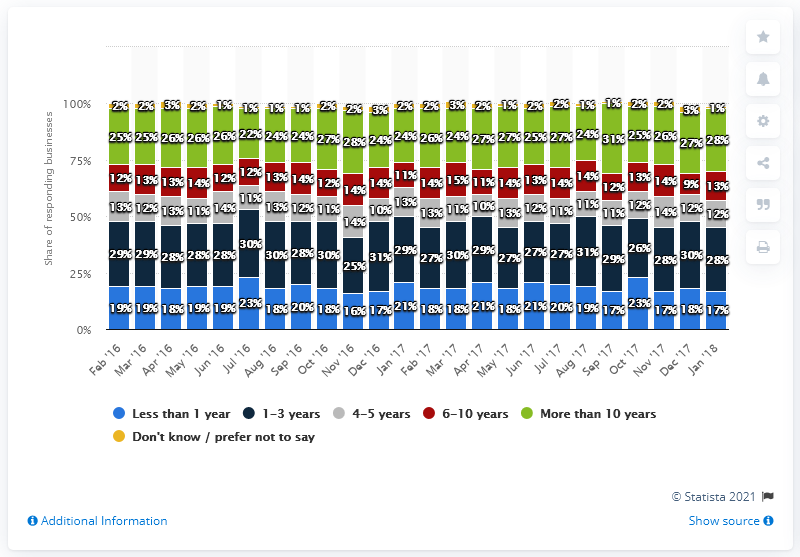 Share of responding businesses
100%
75%
50%
25%
0%
2% 2% 3% 2% 1% 1% 1% 1% 2% 2% 3% 2% 2% 3% 2% 1% 2% 2% 1% 1% 2% 2% 3% 1%
25% 25% 26% 26% 26% 22% 24% 24% 27% 28% 24% 24% 26% 24% 27% 27% 25% 27% 24% 31% 25% 26% 27% 28%
12% 13% 13% 14% 12% 12% 13% 14% 12% 14% 14% 11% 14% 15% 11% 14% 13% 14% 14% 12% 13% 14% 9% 13%
13% 12% 13% 11% 14% 11% 13% 12% 11% 14% 10% 13% 13% 11% 10% 13% 12% 11% 11% 11% 12% 14% 12% 12%
29% 29% 28% 28% 28% 30% 30% 28% 30% 25% 31% 29% 27% 30% 29% 27% 27% 27% 31% 29% 26% 28% 30% 28%
19% 19% 18% 19% 19% 23% 18% 20% 18% 16% 17% 21% 18% 18% 21% 18% 21% 20% 19% 17% 23% 17% 18% 17%
Feb '16 Mar '16 Apr '16 May '16 Jun '16 Jul '16 Aug '16 Sep '16 Oct '16 Nov '16 Dec '16 Jan '17 Feb '17 Mar '17 Apr '17 May '17 Jun '17 Jul '17 Aug '17 Sep '17 Oct '17 Nov '17 Dec '17 Jan '18
Less than 1 year 1-3 years 4-5 years 6-10 years More than 10 years
Don't know / prefer not to say
© Statista 2021
Additional Information Show source